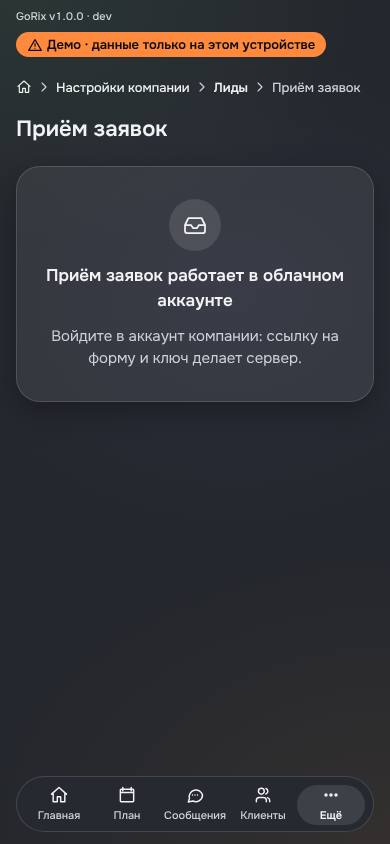 GoRix v1.0.0 · dev
Демо · данные только на этом устройстве
Настройки компании Лиды Приём заявок
Приём заявок
Приём заявок работает в облачном
аккаунте
Войдите в аккаунт компании: ссылку на
форму и ключ делает сервер.
Главная План Сообщения Клиенты Ещё